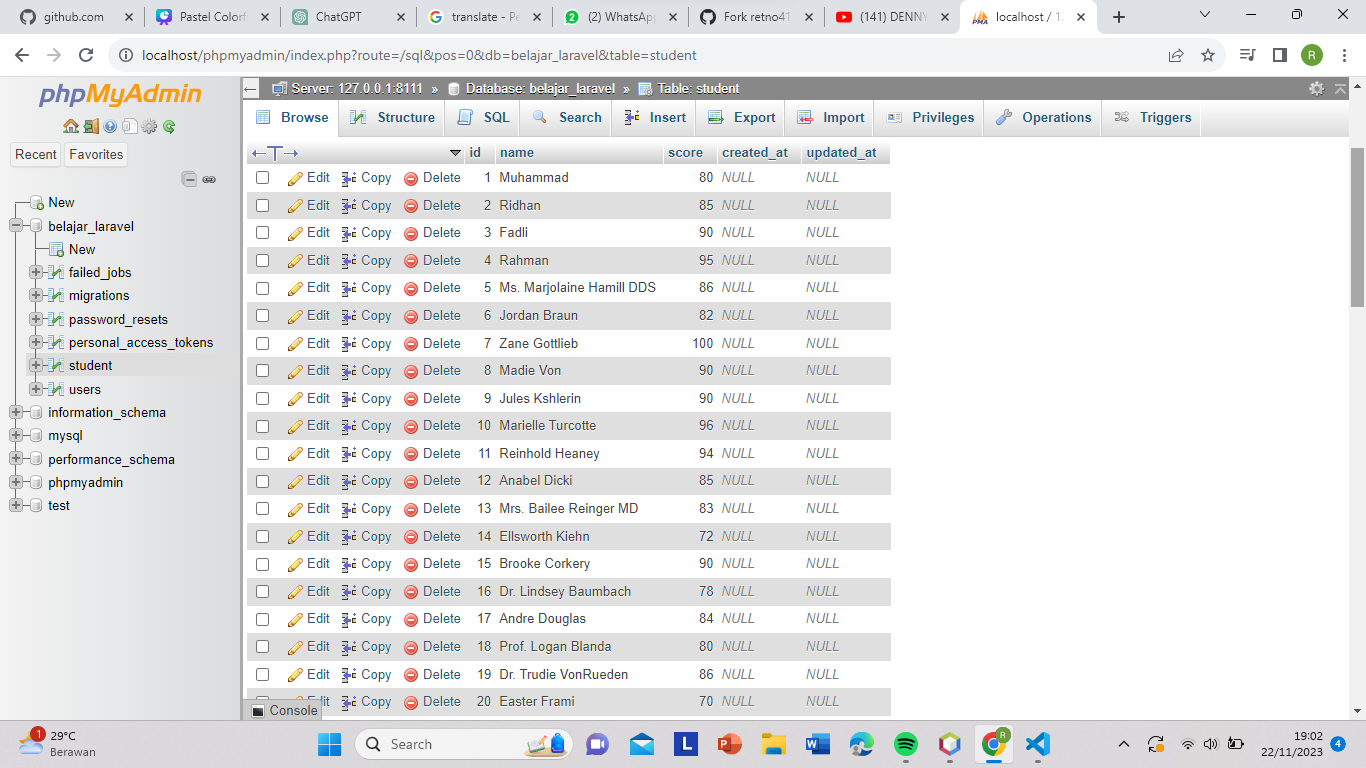 github.com
Pastel Colorf
ChatGPT
translate - Pe
(2) WhatsApp
Fork retno41
(141) DENNY
localhost / 12
localhost/phpmyadmin/index.php?route=/sql&pos=0&db=belajar_laravel&table=student
R
phpMyAdmin
Recent Favorites
New
belajar_laravel
New
failed_jobs
migrations
password_resets
personal_access_tokens
student
users
information_schema
mysql
performance_schema
phpmyadmin
test
Server: 127.0.0.1:8111 » Database: belajar_laravel » Table: student
Browse Structure SQL Search Insert Export Import Privileges Operations Triggers
←T→ id name score created_at updated_at
Edit Copy Delete 1 Muhammad 80 NULL NULL
Edit Copy Delete 2 Ridhan 85 NULL NULL
Edit Copy Delete 3 Fadli 90 NULL NULL
Edit Copy Delete 4 Rahman 95 NULL NULL
Edit Copy Delete 5 Ms. Marjolaine Hamill DDS 86 NULL NULL
Edit Copy Delete 6 Jordan Braun 82 NULL NULL
Edit Copy Delete 7 Zane Gottlieb 100 NULL NULL
Edit Copy Delete 8 Madie Von 90 NULL NULL
Edit Copy Delete 9 Jules Kshlerin 90 NULL NULL
Edit Copy Delete 10 Marielle Turcotte 96 NULL NULL
Edit Copy Delete 11 Reinhold Heaney 94 NULL NULL
Edit Copy Delete 12 Anabel Dicki 85 NULL NULL
Edit Copy Delete 13 Mrs. Bailee Reinger MD 83 NULL NULL
Edit Copy Delete 14 Ellsworth Kiehn 72 NULL NULL
Edit Copy Delete 15 Brooke Corkery 90 NULL NULL
Edit Copy Delete 16 Dr. Lindsey Baumbach 78 NULL NULL
Edit Copy Delete 17 Andre Douglas 84 NULL NULL
Edit Copy Delete 18 Prof. Logan Blanda 80 NULL NULL
Edit Copy Delete 19 Dr. Trudie VonRueden 86 NULL NULL
Edit Copy Delete 20 Easter Frami 70 NULL NULL
Console
1
29°C
Berawan
Search
19:02
22/11/2023
4